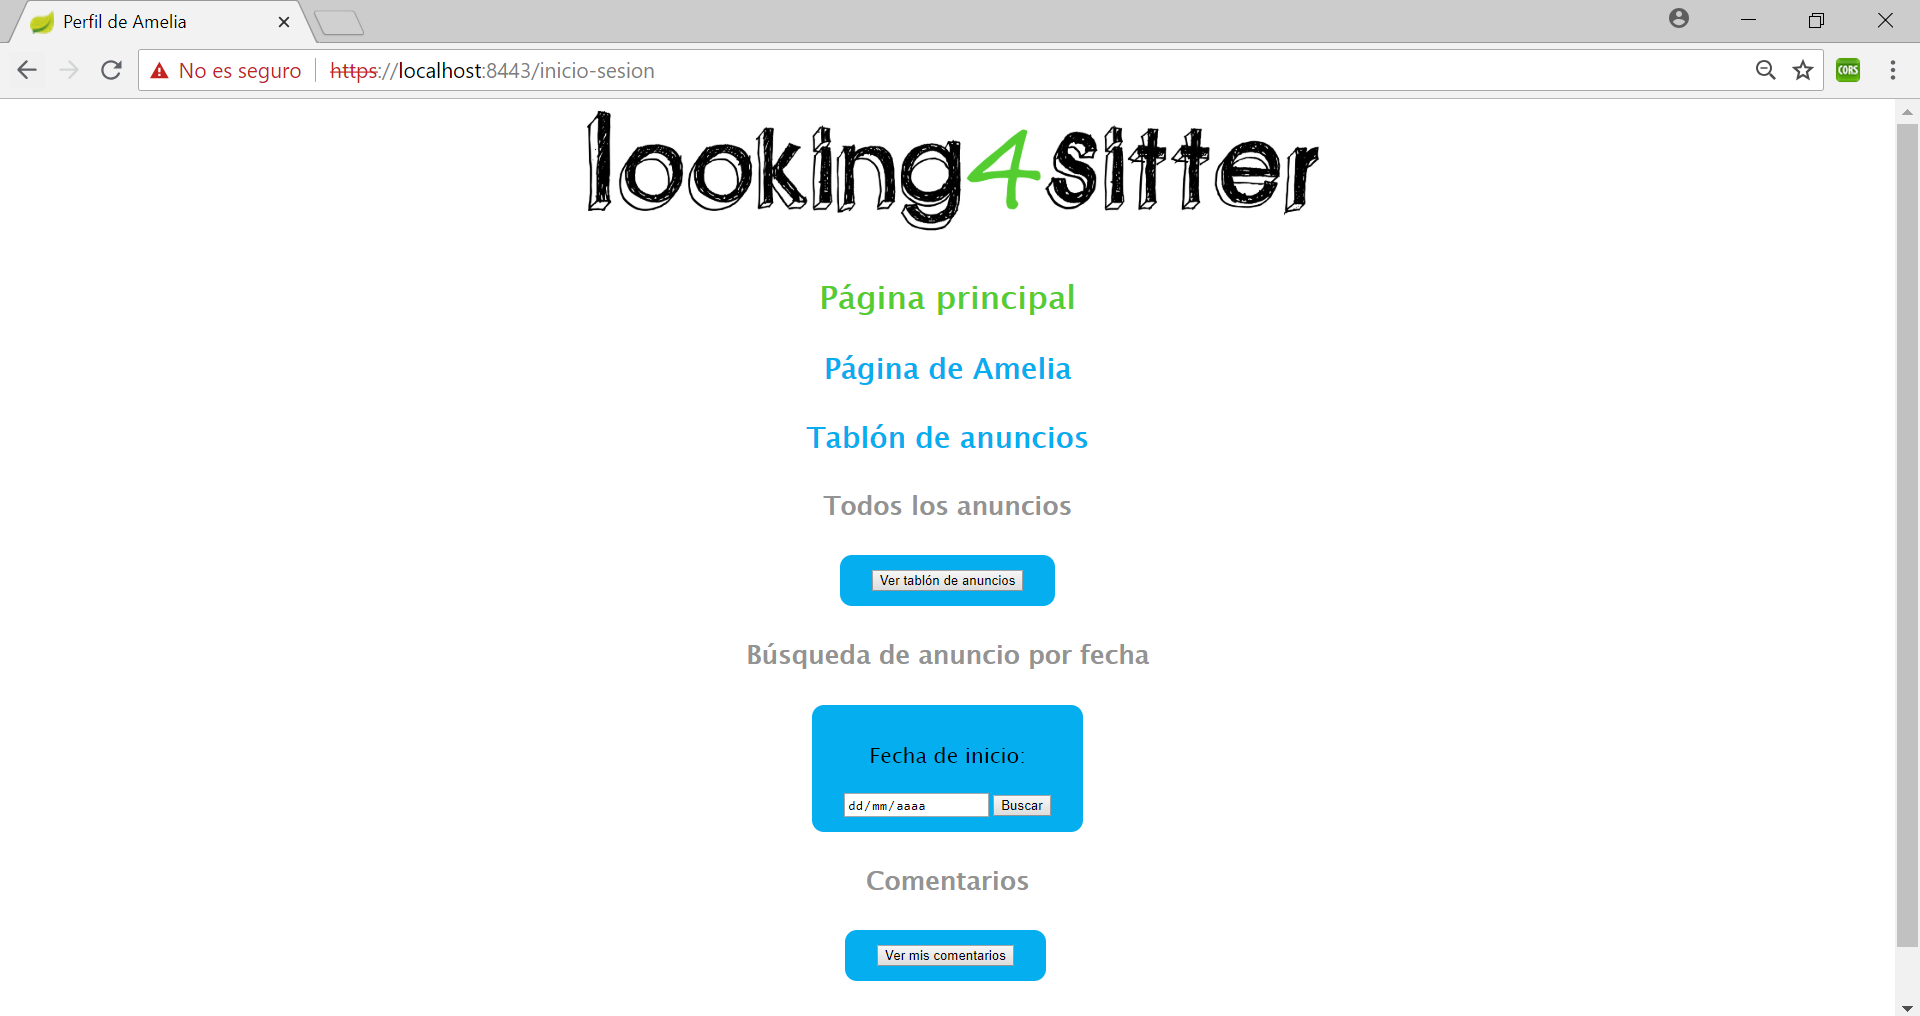 Perfil de Amelia
No es seguro https://localhost:8443/inicio-sesion
CORS
looking4sitter
Página principal
Página de Amelia
Tablón de anuncios
Todos los anuncios
Ver tablón de anuncios
Búsqueda de anuncio por fecha
Fecha de inicio:
dd/mm/aaaa Buscar
Comentarios
Ver mis comentarios